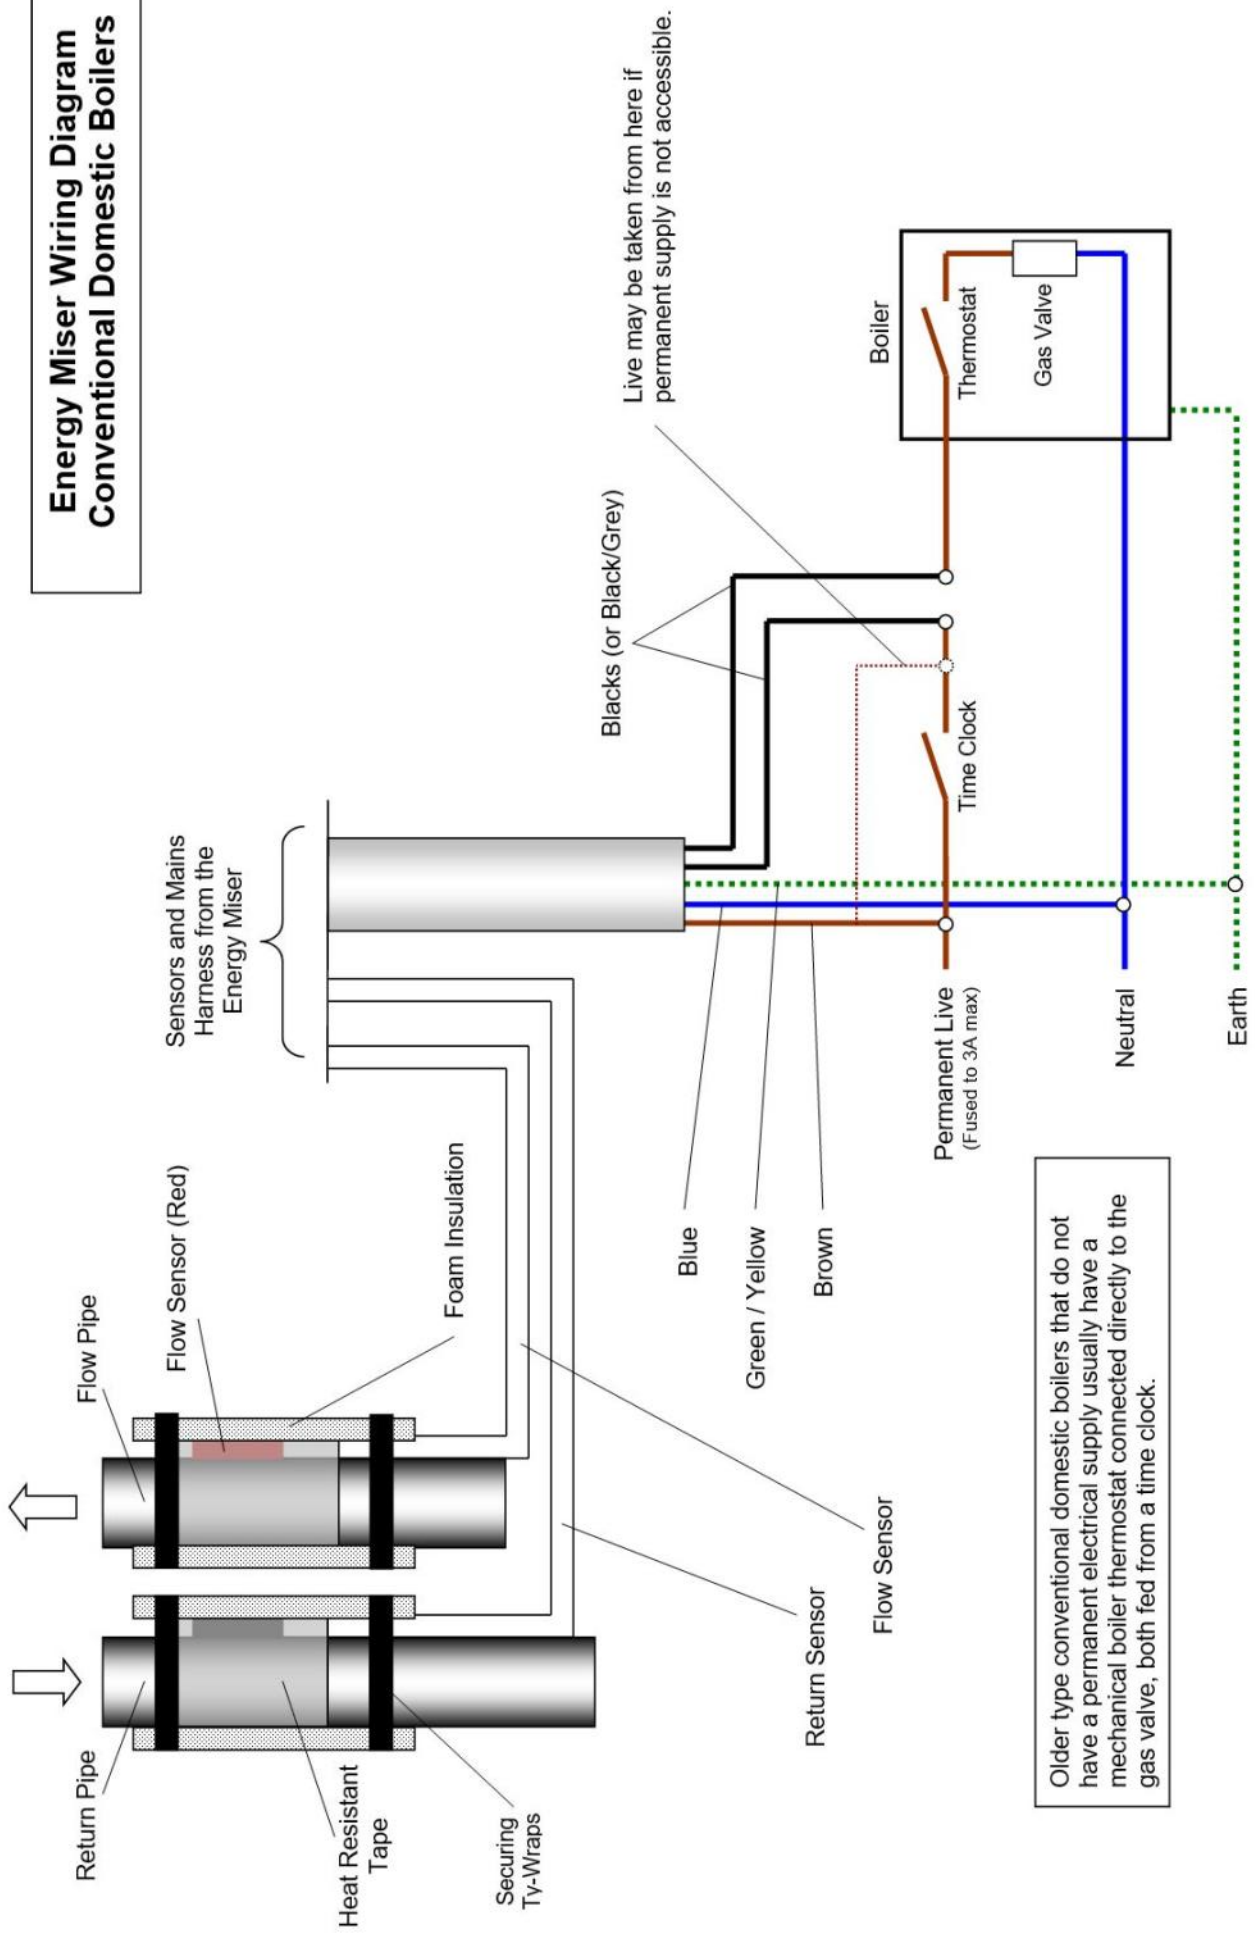 Energy Miser Wiring Diagram
Conventional Domestic Boilers
Return Pipe
Flow Pipe
Flow Sensor (Red)
Sensors and Mains
Harness from the
Energy Miser
Heat Resistant
Tape
Foam Insulation
Securing
Ty-Wraps
Blacks (or Black/Grey)
Live may be taken from here if
permanent supply is not accessible.
Blue
Green / Yellow
Brown
Return Sensor
Flow Sensor
Boiler
Permanent Live
(Fused to 3A max)
Time Clock
Thermostat
Gas Valve
Neutral
Earth
Older type conventional domestic boilers that do not
have a permanent electrical supply usually have a
mechanical boiler thermostat connected directly to the
gas valve, both fed from a time clock.